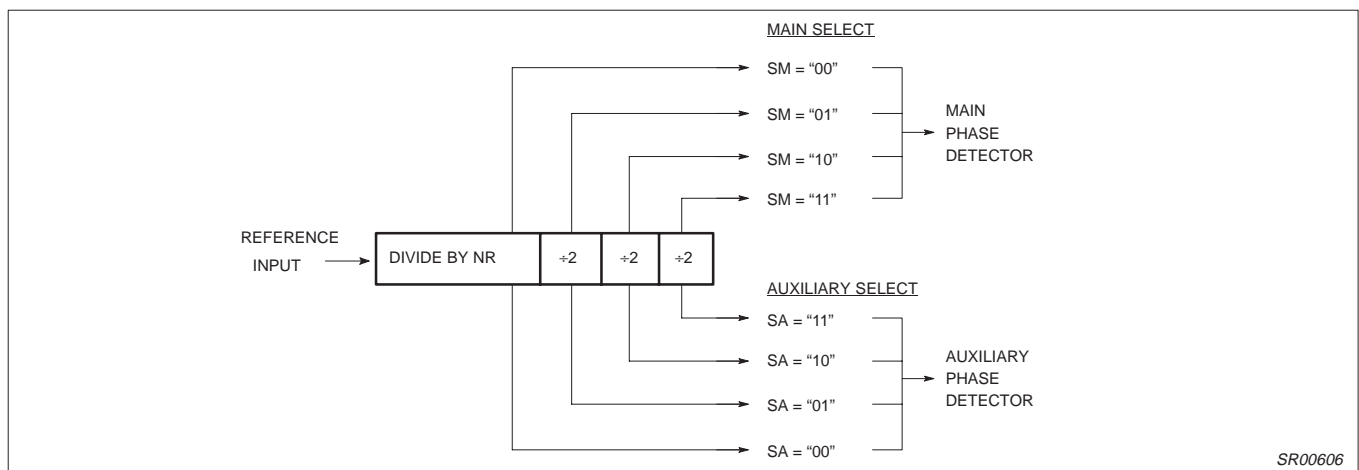 MAIN SELECT
SM = “00”
SM = “01”
SM = “10”
SM = “11”
MAIN
PHASE
DETECTOR
REFERENCE
INPUT
DIVIDE BY NR
÷2
÷2
÷2
AUXILIARY SELECT
SA = “11”
SA = “10”
SA = “01”
SA = “00”
AUXILIARY
PHASE
DETECTOR
SR00606